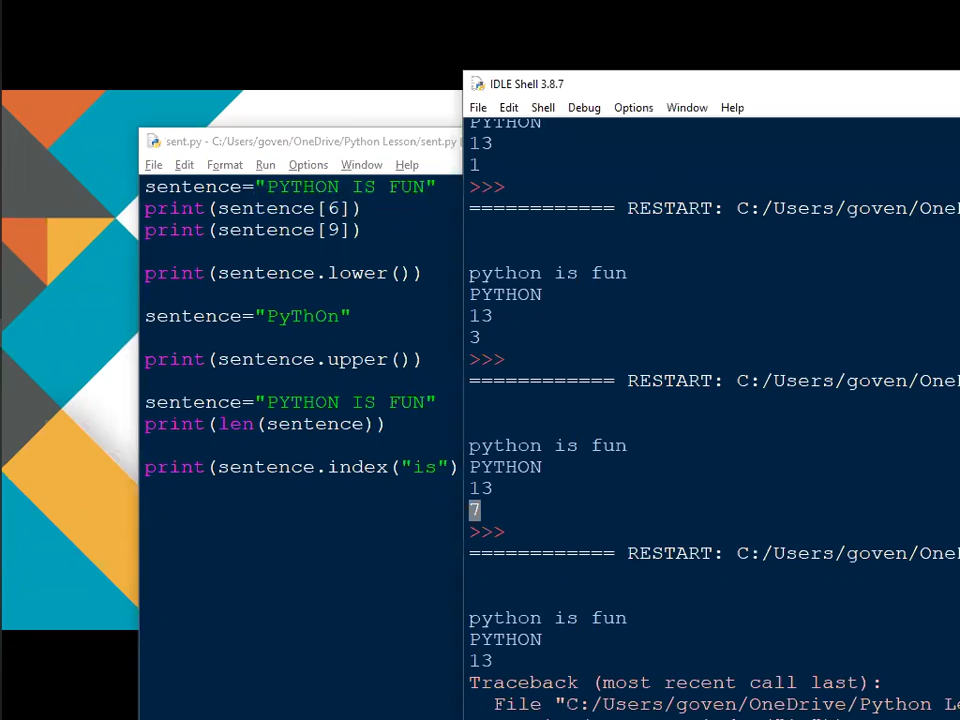 sent.py - C:/Users/goven/OneDrive/Python Lesson/sent.py
File Edit Format Run Options Window Help
sentence="PYTHON IS FUN"
print(sentence[6])
print(sentence[9])
print(sentence.lower())
sentence="PyThOn"
print(sentence.upper())
sentence="PYTHON IS FUN"
print(len(sentence))
print(sentence.index("is")
IDLE Shell 3.8.7
File Edit Shell Debug Options Window Help
PYTHON
13
1
>>>
============ RESTART: C:/Users/goven/OneI
python is fun
PYTHON
13
3
>>>
============ RESTART: C:/Users/goven/OneI
python is fun
PYTHON
13
7
>>>
============ RESTART: C:/Users/goven/OneI
python is fun
PYTHON
13
Traceback (most recent call last):
File "C:/Users/goven/OneDrive/Python Le